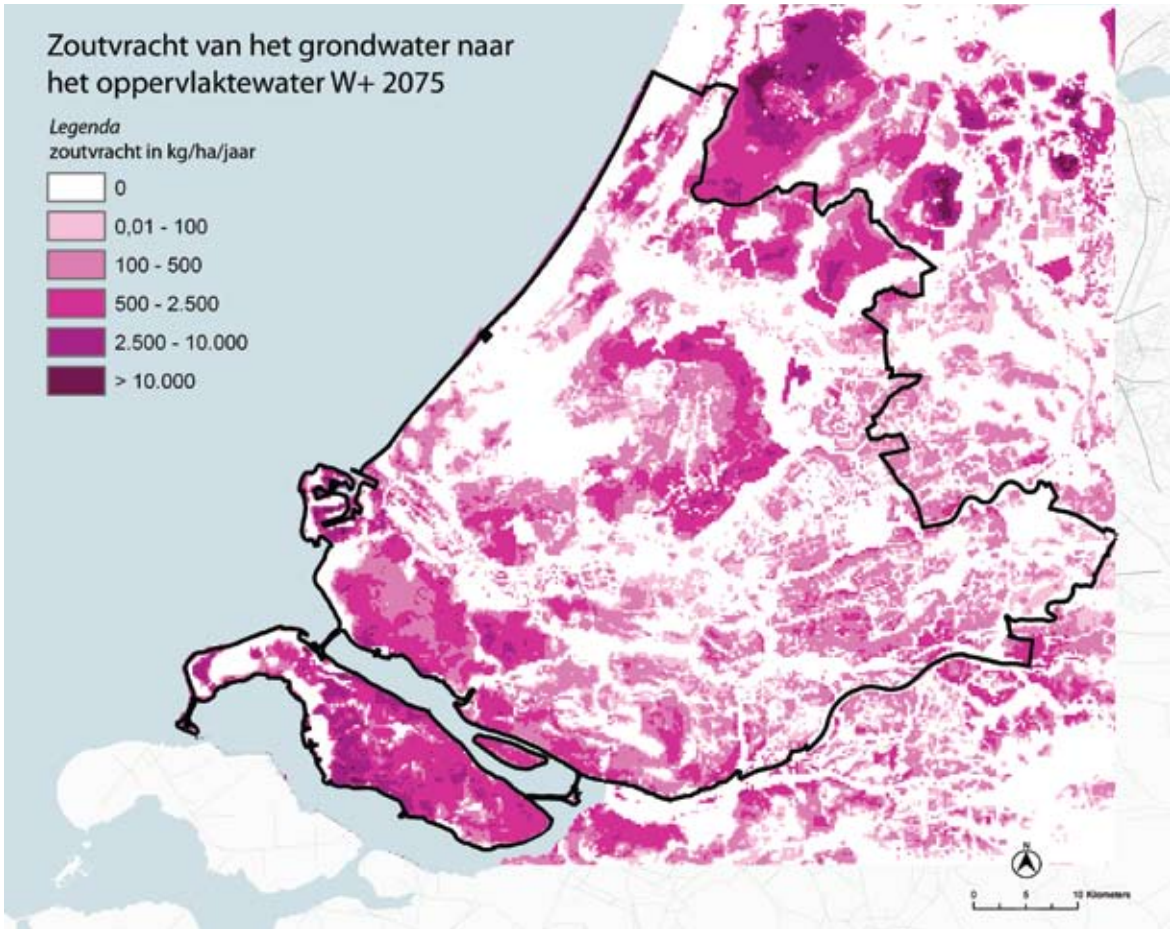 Zoutvracht van het grondwater naar
het oppervlaktewater W+ 2075
Legenda
zoutvracht in kg/ha/jaar
0
0,01 - 100
100 - 500
500 - 2.500
2.500 - 10.000
> 10.000
N
0 5 10 Kilometers